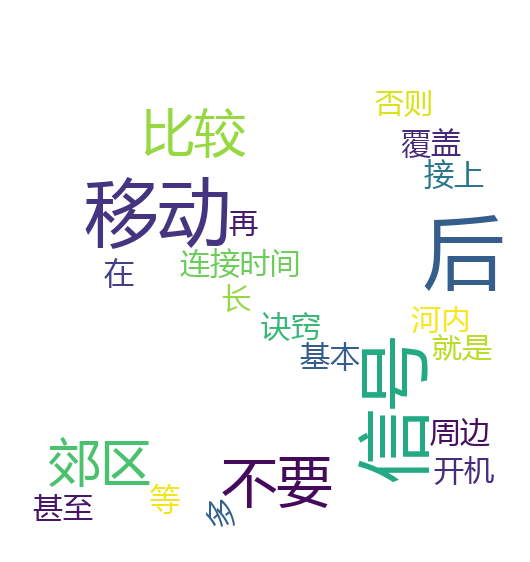 否则
比较
覆盖
接上
移动
再
后
连接时间
在
长
河内
诀窍
就是
基本
信号
周边
郊区
开机
不要
等
甚至
多